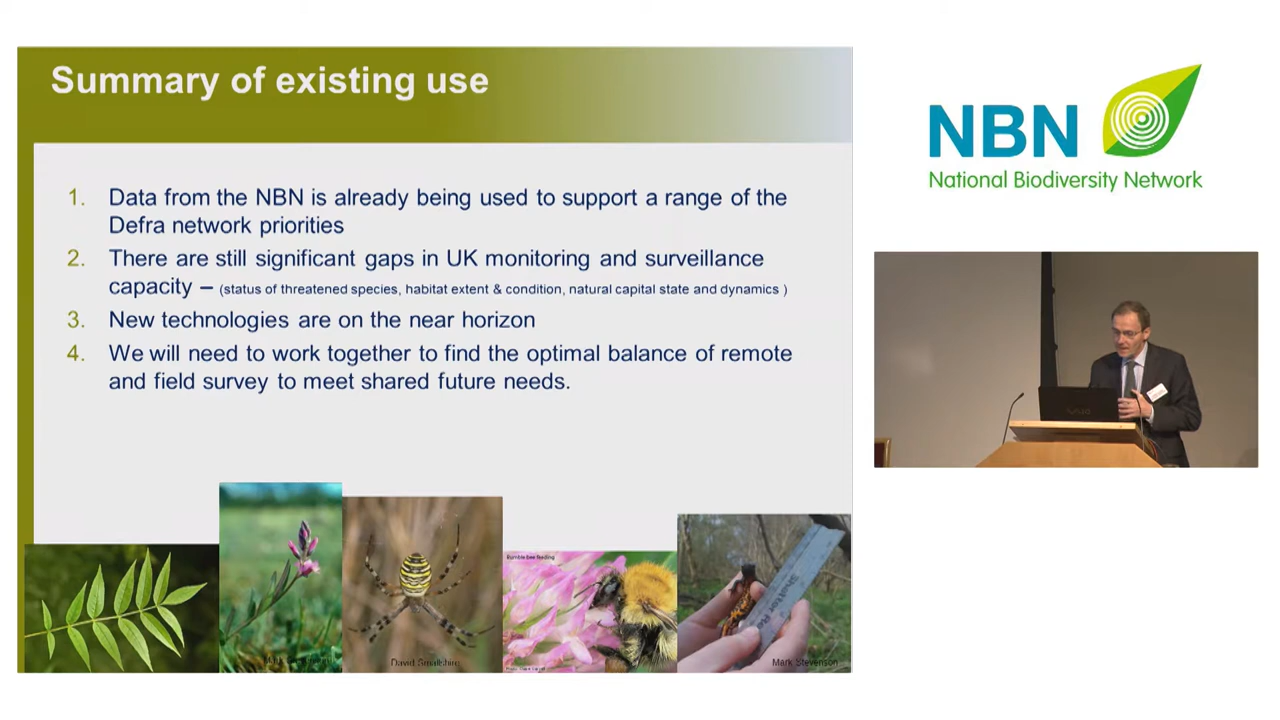 Summary of existing use
1. Data from the NBN is already being used to support a range of the
Defra network priorities
2. There are still significant gaps in UK monitoring and surveillance
capacity – (status of threatened species, habitat extent & condition, natural capital state and dynamics )
3. New technologies are on the near horizon
4. We will need to work together to find the optimal balance of remote
and field survey to meet shared future needs.
David Smallshire
Bumble bee feeding
Mark Stevenson
NBN
National Biodiversity Network